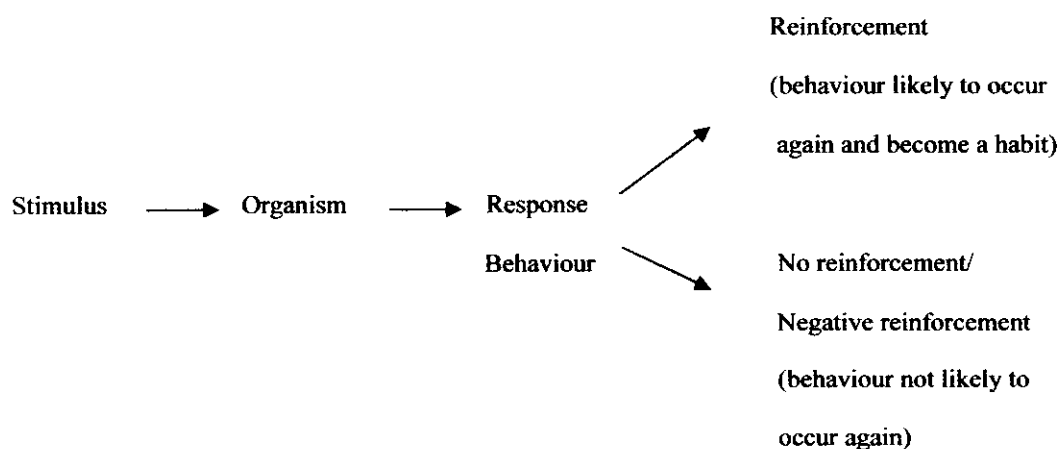 Reinforcement
(behaviour likely to occur
again and become a habit)
Stimulus
Organism
Response
Behaviour
No reinforcement/
Negative reinforcement
(behaviour not likely to
occur again)